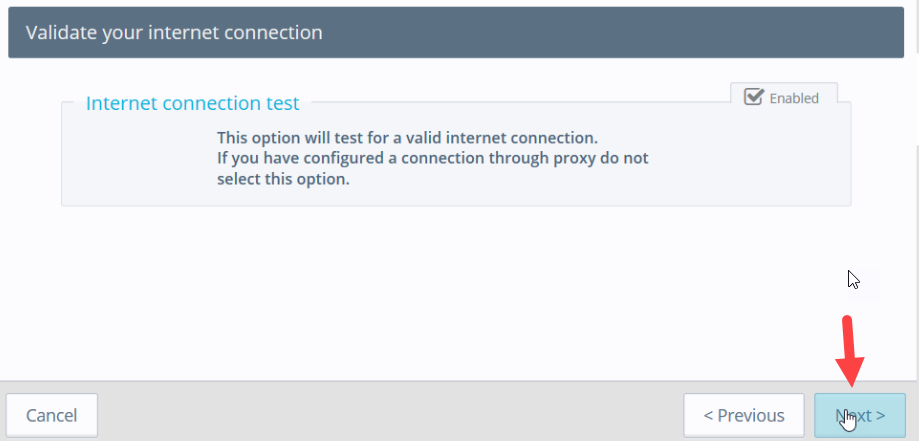 Validate your internet connection
Internet connection test
Enabled
This option will test for a valid internet connection.
If you have configured a connection through proxy do not
select this option.
Cancel
< Previous
Next >